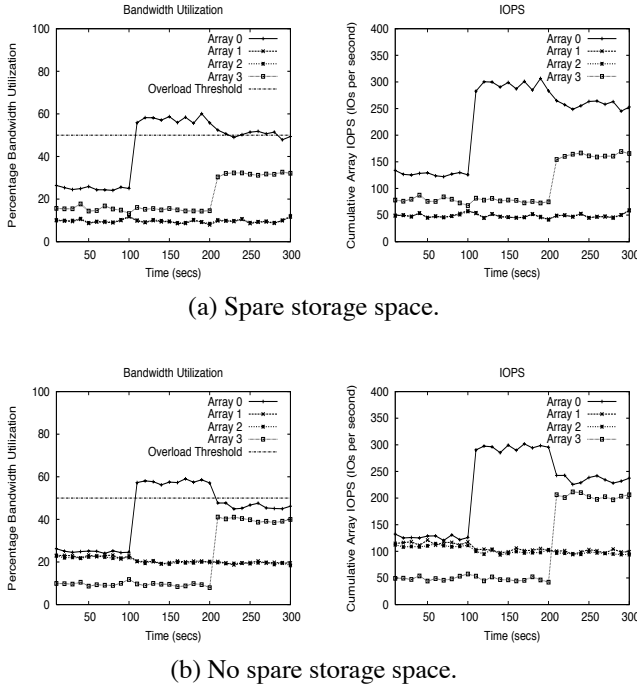 Bandwidth Utilization
Percentage Bandwidth Utilization
100
80
60
40
20
0
50 100 150 200 250 300
Time (secs)
Array 0
Array 1
Array 2
Array 3
Overload Threshold
IOPS
Cumulative Array IOPS (IOs per second)
400
350
300
250
200
150
100
50
0
50 100 150 200 250 300
Time (secs)
Array 0
Array 1
Array 2
Array 3
(a) Spare storage space.
Bandwidth Utilization
Percentage Bandwidth Utilization
100
80
60
40
20
0
50 100 150 200 250 300
Time (secs)
Array 0
Array 1
Array 2
Array 3
Overload Threshold
IOPS
Cumulative Array IOPS (IOs per second)
400
350
300
250
200
150
100
50
0
50 100 150 200 250 300
Time (secs)
Array 0
Array 1
Array 2
Array 3
(b) No spare storage space.